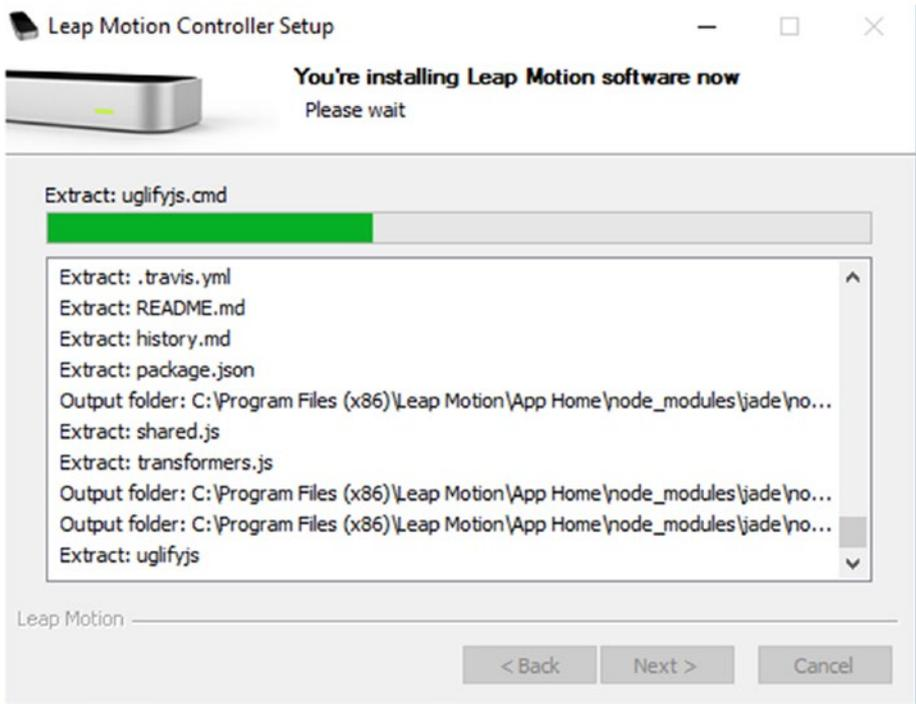 Leap Motion Controller Setup
You're installing Leap Motion software now
Please wait
Extract: uglifyjs.cmd
Extract: .travis.yml
Extract: README.md
Extract: history.md
Extract: package.json
Output folder: C:\Program Files (x86)\Leap Motion\App Home\node_modules\jade\no...
Extract: shared.js
Extract: transformers.js
Output folder: C:\Program Files (x86)\Leap Motion\App Home\node_modules\jade\no...
Output folder: C:\Program Files (x86)\Leap Motion\App Home\node_modules\jade\no...
Extract: uglifyjs
Leap Motion
< Back Next > Cancel